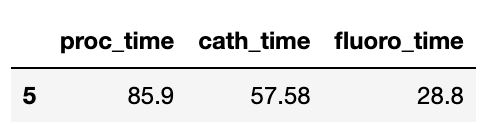 proc_time cath_time fluoro_time
5 85.9 57.58 28.8